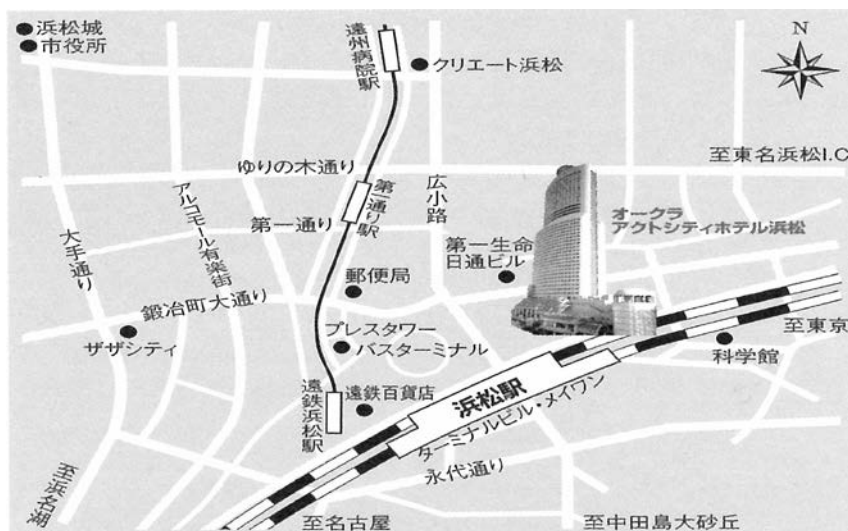 浜松城
市役所
遠州病院駅
クリエート浜松
N
至東名浜松I.C
ゆりの木通り
第一通り駅
第一通り
広小路
アルコモール有楽街
大手通り
オークラ
アクトシティホテル浜松
第一生命
日通ビル
郵便局
鍛冶町大通り
ザザシティ
プレスタワー
バスターミナル
至東京
科学館
遠鉄百貨店
遠鉄浜松駅
浜松駅
ターミナルビル・メイワン
永代通り
至浜名湖
至名古屋
至中田島大砂丘